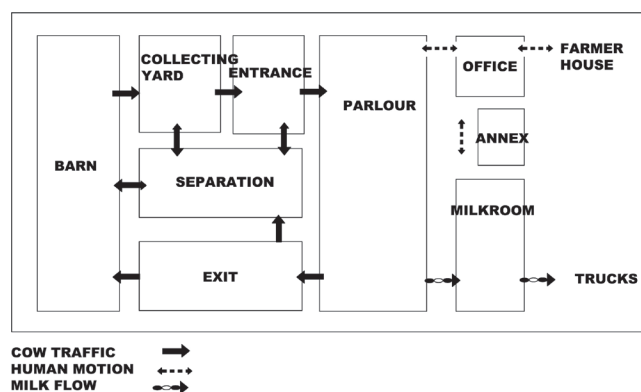 COLLECTING
YARD
ENTRANCE
OFFICE
FARMER
HOUSE
PARLOUR
ANNEX
BARN
SEPARATION
MILKROOM
EXIT
TRUCKS
COW TRAFFIC
HUMAN MOTION
MILK FLOW